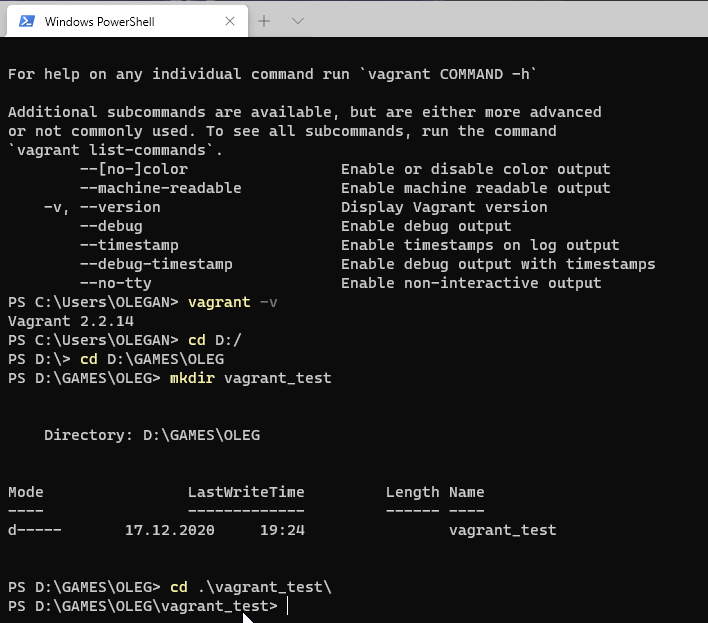 Windows PowerShell
For help on any individual command run `vagrant COMMAND -h`
Additional subcommands are available, but are either more advanced
or not commonly used. To see all subcommands, run the command
`vagrant list-commands`.
--[no-]color Enable or disable color output
--machine-readable Enable machine readable output
-v, --version Display Vagrant version
--debug Enable debug output
--timestamp Enable timestamps on log output
--debug-timestamp Enable debug output with timestamps
--no-tty Enable non-interactive output
PS C:\Users\OLEGAN> vagrant -v
Vagrant 2.2.14
PS C:\Users\OLEGAN> cd D:/
PS D:\> cd D:\GAMES\OLEG
PS D:\GAMES\OLEG> mkdir vagrant_test
Directory: D:\GAMES\OLEG
Mode LastWriteTime Length Name
---- ------------- ------ ----
d----- 17.12.2020 19:24 vagrant_test
PS D:\GAMES\OLEG> cd .\vagrant_test\
PS D:\GAMES\OLEG\vagrant_test>